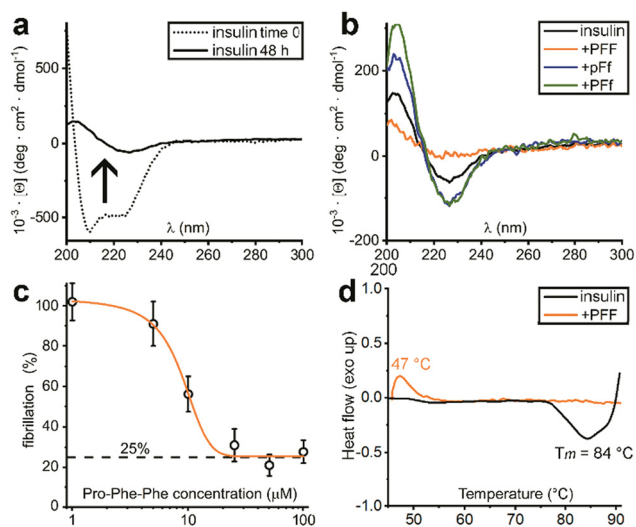 a
insulin time 0
insulin 48 h
750
500
0
-500
200 220 240 260 280 300
λ (nm)
10⁻³ · [Θ] (deg · cm² · dmol⁻¹)
b
insulin
+PFF
+pFf
+PFf
200
0
-200
200
200 220 240 260 280 300
λ (nm)
10⁻³ · [Θ] (deg · cm² · dmol⁻¹)
c
120
100
80
60
40
20
0
25%
fibrillation
(%)
Pro-Phe-Phe concentration (μM)
1 10 100
d
insulin
+PFF
1.0
0.5
0.0
-0.5
-1.0
47 °C
Tm = 84 °C
Heat flow (exo up)
Temperature (°C)
50 60 70 80 90